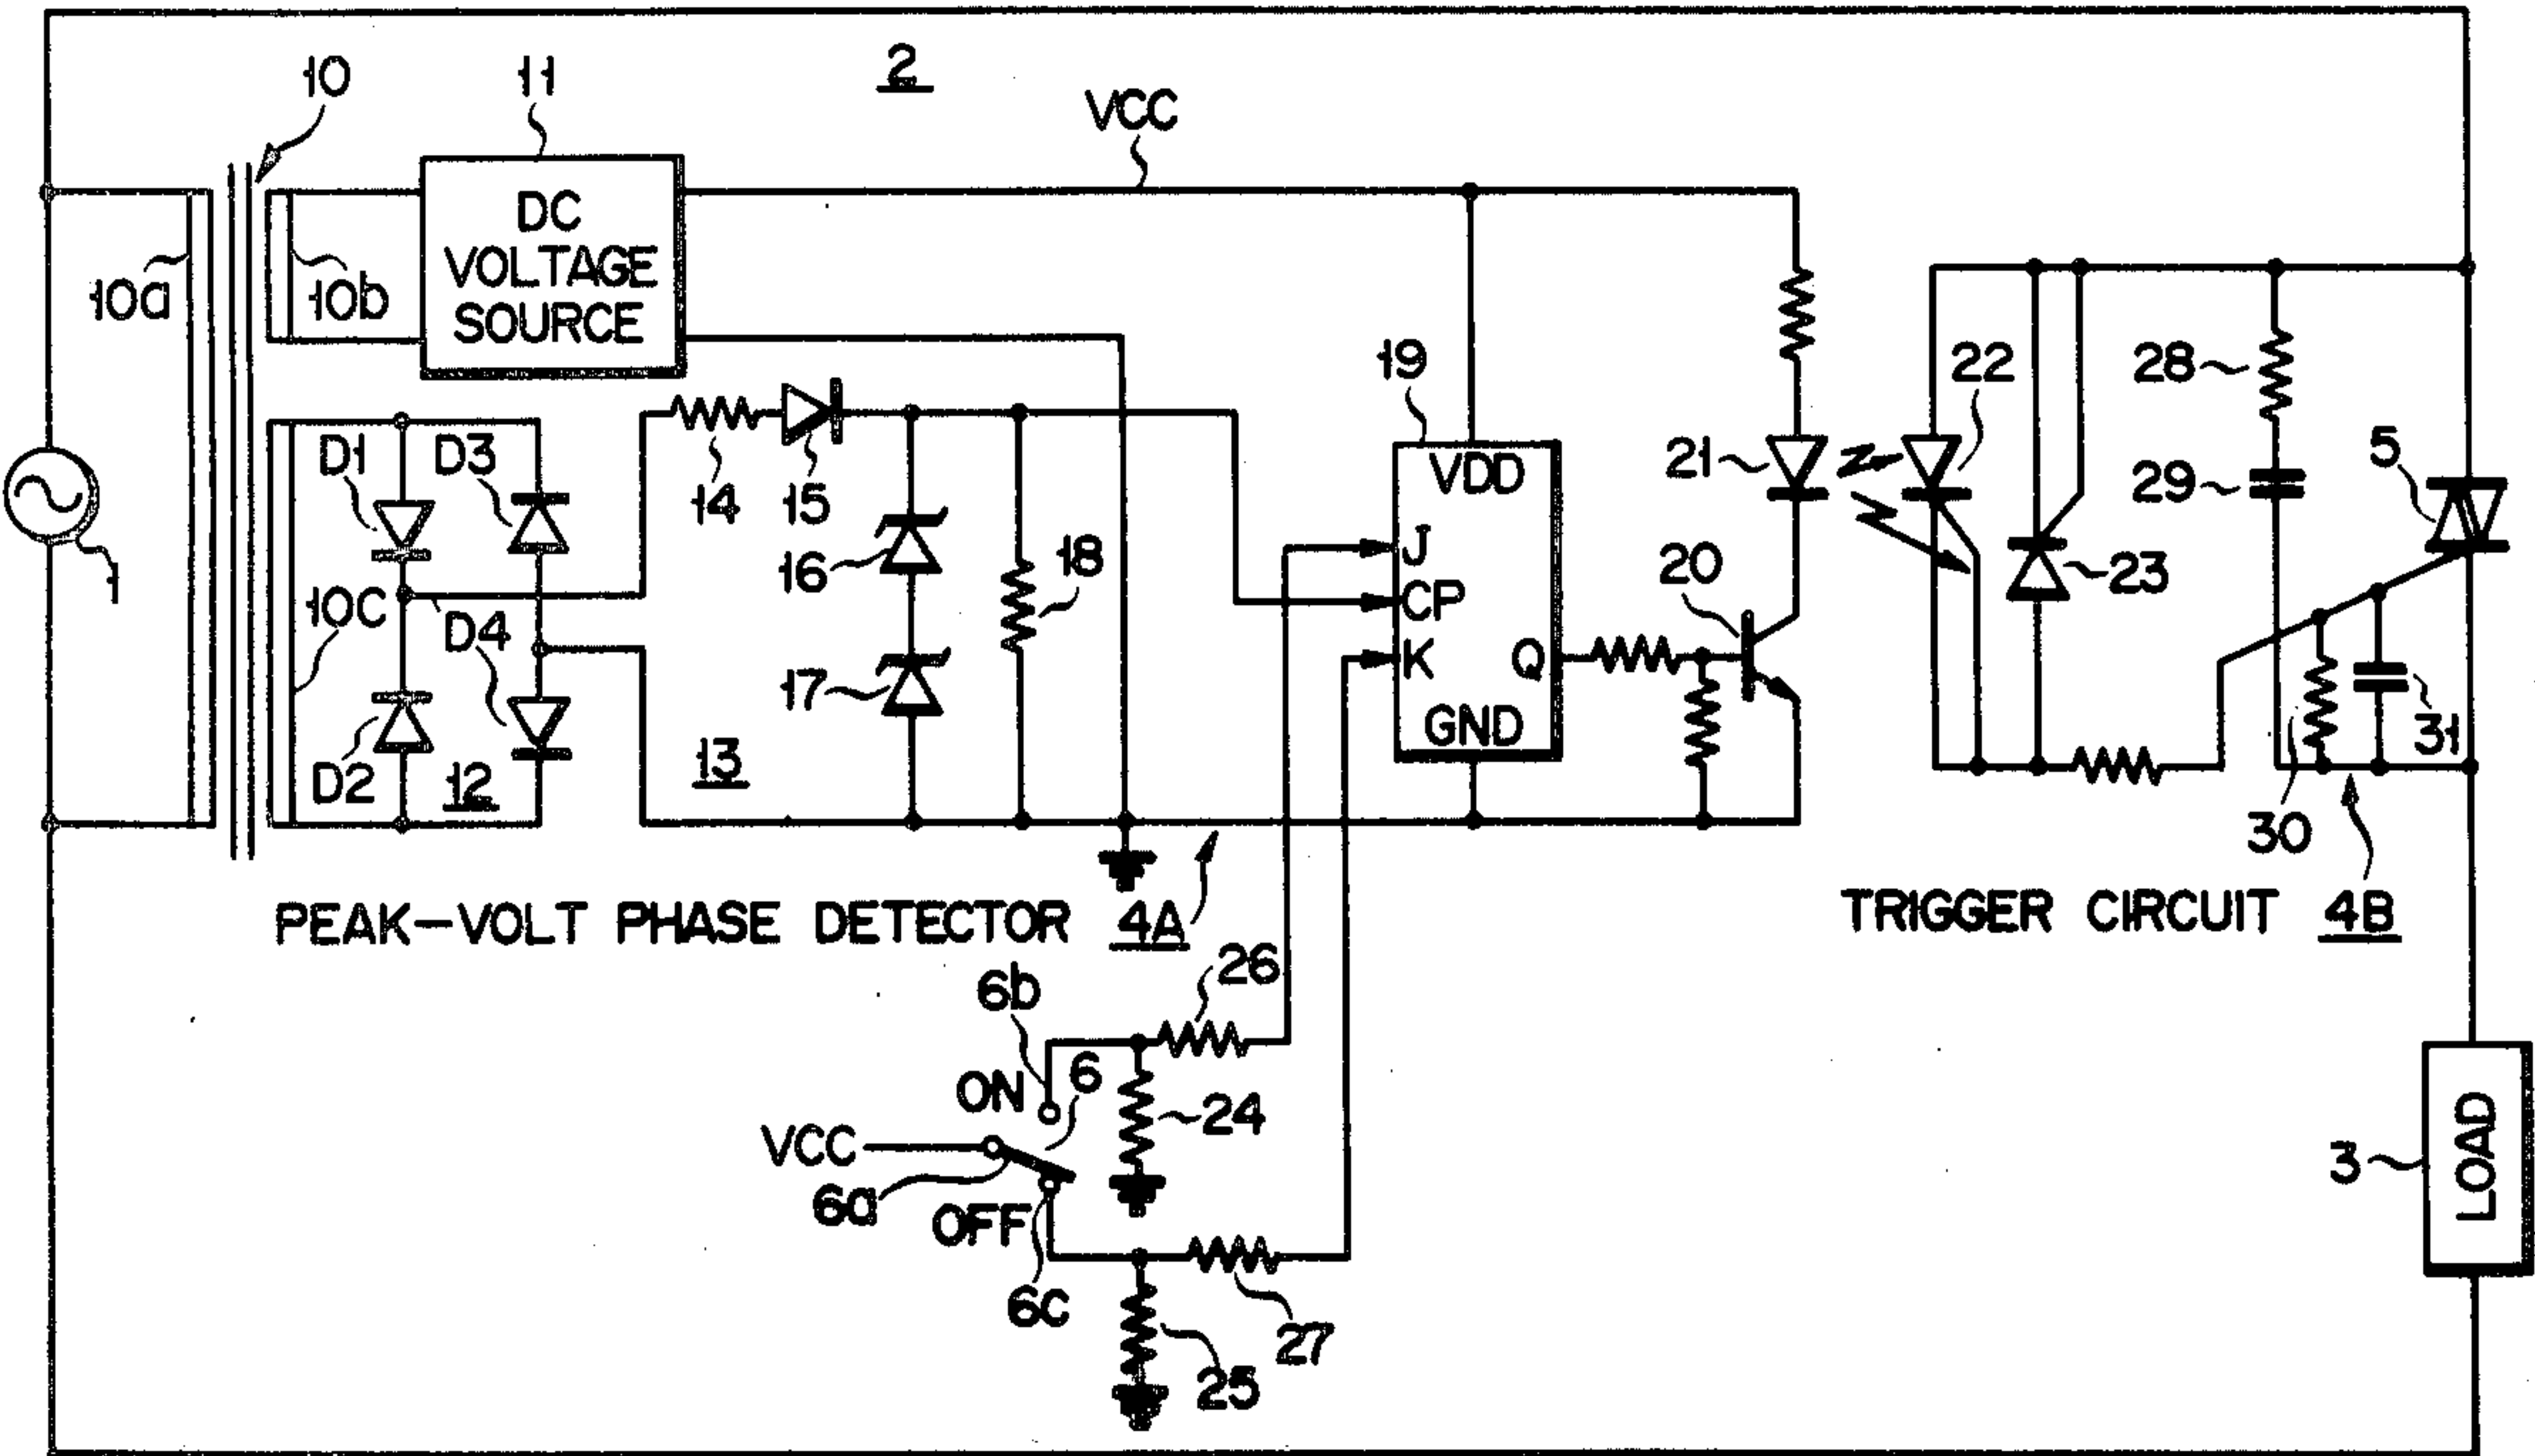 2
10
11
VCC
DC
VOLTAGE
SOURCE
10a
10b
19
28
22
D1
D3
14
15
VDD
21
29
5
1
16
18
J
CP
K
Q
GND
20
23
10C
D4
17
31
D2
12
13
30
PEAK-VOLT PHASE DETECTOR 4A
TRIGGER CIRCUIT 4B
26
6b
6
ON
24
VCC
6a
OFF
3
LOAD
6c
27
25